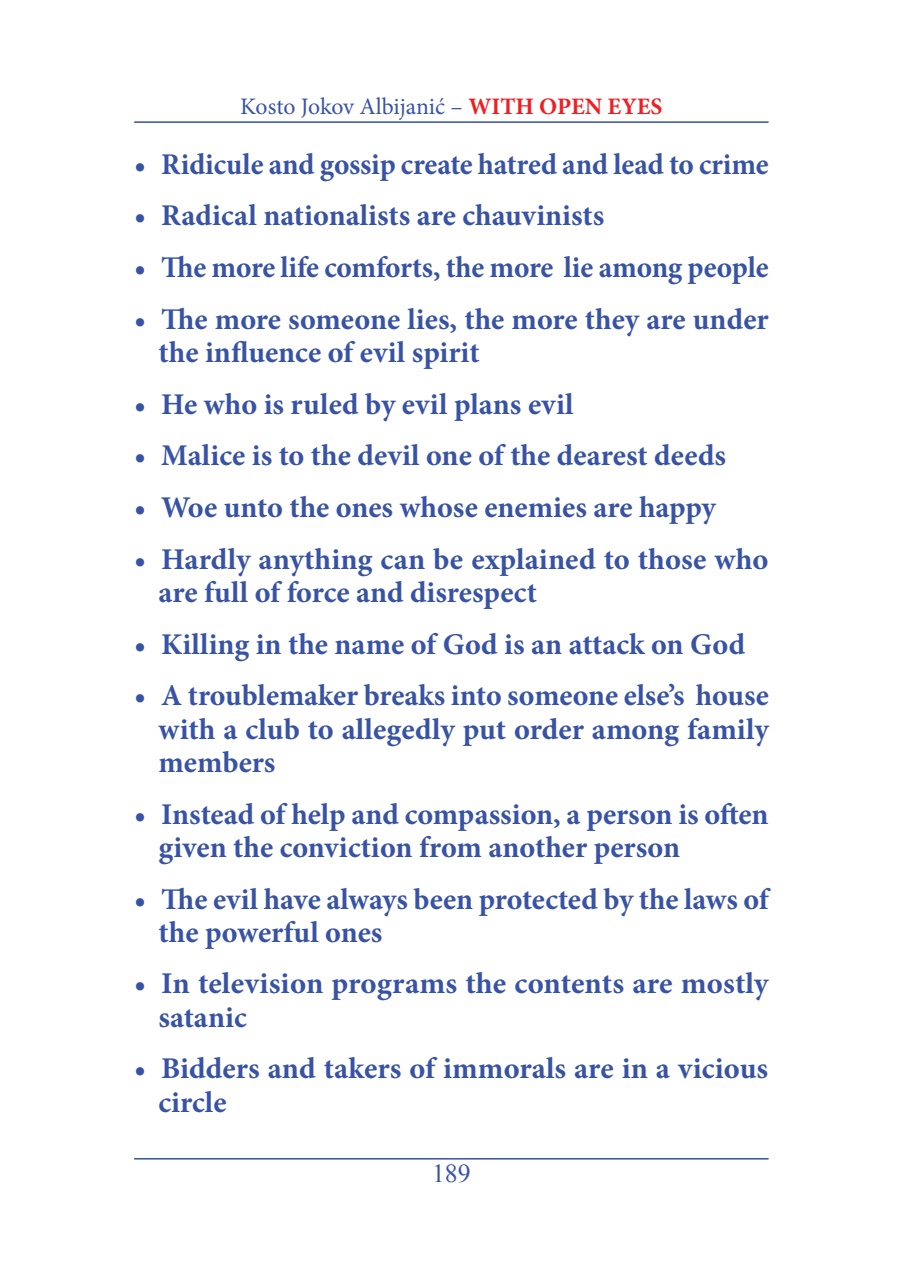 Kosto Jokov Albijanić – WITH OPEN EYES
• Ridicule and gossip create hatred and lead to crime
• Radical nationalists are chauvinists
• The more life comforts, the more lie among people
• The more someone lies, the more they are under
the influence of evil spirit
• He who is ruled by evil plans evil
• Malice is to the devil one of the dearest deeds
• Woe unto the ones whose enemies are happy
• Hardly anything can be explained to those who
are full of force and disrespect
• Killing in the name of God is an attack on God
• A troublemaker breaks into someone else’s house
with a club to allegedly put order among family
members
• Instead of help and compassion, a person is often
given the conviction from another person
• The evil have always been protected by the laws of
the powerful ones
• In television programs the contents are mostly
satanic
• Bidders and takers of immorals are in a vicious
circle
189